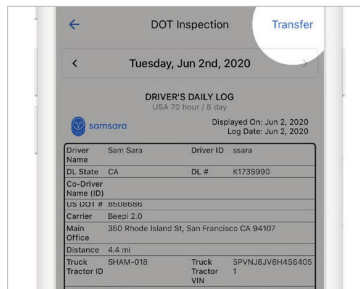 ← DOT Inspection Transfer
< Tuesday, Jun 2nd, 2020 >
DRIVER'S DAILY LOG
USA 70 hour / 8 day
samsara
Displayed On: Jun 2, 2020
Log Date: Jun 2, 2020
Driver Name Sam Sara Driver ID ssara
DL State CA DL # K1735990
Co-Driver Name (ID)
US DOT # 8508686
Carrier Beepi 2.0
Main Office 350 Rhode Island St, San Francisco CA 94107
Distance 4.4 mi
Truck Tractor ID SHAM-018 Truck Tractor VIN 5PVNJ8JV8H4S64051